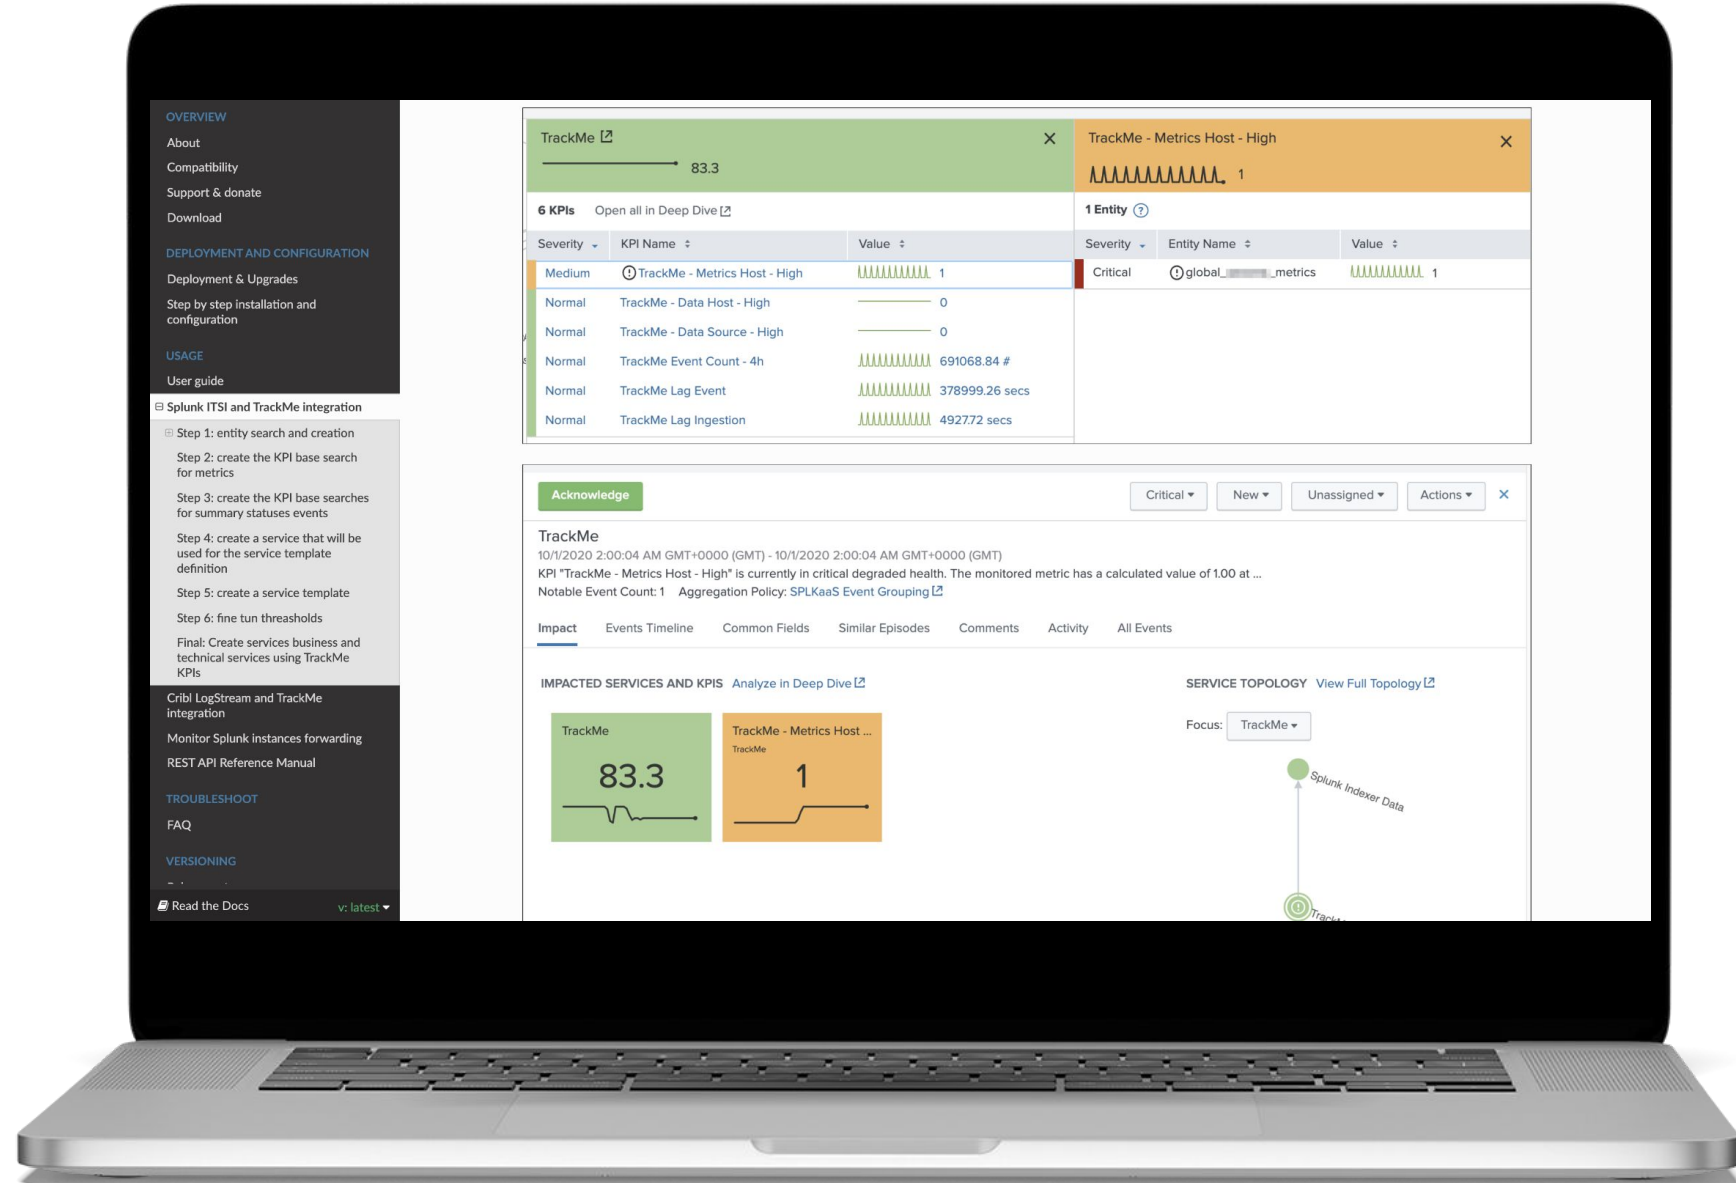 OVERVIEW
About
Compatibility
Support & donate
Download
DEPLOYMENT AND CONFIGURATION
Deployment & Upgrades
Step by step installation and
configuration
USAGE
User guide
Splunk ITSI and TrackMe integration
Step 1: entity search and creation
Step 2: create the KPI base search
for metrics
Step 3: create the KPI base searches
for summary statuses events
Step 4: create a service that will be
used for the service template
definition
Step 5: create a service template
Step 6: fine tun threasholds
Final: Create services business and
technical services using TrackMe
KPIs
Cribl LogStream and TrackMe
integration
Monitor Splunk instances forwarding
REST API Reference Manual
TROUBLESHOOT
FAQ
VERSIONING
Read the Docs v: latest
TrackMe
83.3
6 KPIs Open all in Deep Dive
Severity KPI Name Value
Medium TrackMe - Metrics Host - High 1
Normal TrackMe - Data Host - High 0
Normal TrackMe - Data Source - High 0
Normal TrackMe Event Count - 4h 691068.84 #
Normal TrackMe Lag Event 378999.26 secs
Normal TrackMe Lag Ingestion 4927.72 secs
TrackMe - Metrics Host - High
1
1 Entity ?
Severity Entity Name Value
Critical global_ _metrics 1
Acknowledge Critical New Unassigned Actions
TrackMe
10/1/2020 2:00:04 AM GMT+0000 (GMT) - 10/1/2020 2:00:04 AM GMT+0000 (GMT)
KPI "TrackMe - Metrics Host - High" is currently in critical degraded health. The monitored metric has a calculated value of 1.00 at ...
Notable Event Count: 1 Aggregation Policy: SPLKaaS Event Grouping
Impact Events Timeline Common Fields Similar Episodes Comments Activity All Events
IMPACTED SERVICES AND KPIS Analyze in Deep Dive
TrackMe
83.3
TrackMe - Metrics Host ...
TrackMe
1
SERVICE TOPOLOGY View Full Topology
Focus: TrackMe
Splunk Indexer Data